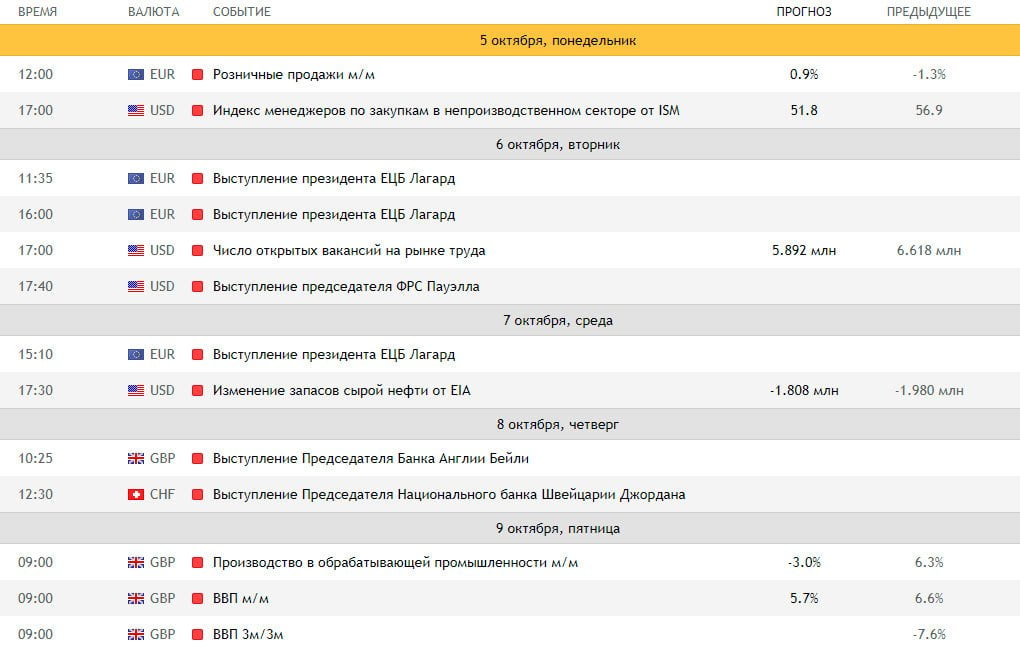 ВРЕМЯ ВАЛЮТА СОБЫТИЕ ПРОГНОЗ ПРЕДЫДУЩЕЕ
5 октября, понедельник
12:00 EUR Розничные продажи м/м 0.9% -1.3%
17:00 USD Индекс менеджеров по закупкам в непроизводственном секторе от ISM 51.8 56.9
6 октября, вторник
11:35 EUR Выступление президента ЕЦБ Лагард
16:00 EUR Выступление президента ЕЦБ Лагард
17:00 USD Число открытых вакансий на рынке труда 5.892 млн 6.618 млн
17:40 USD Выступление председателя ФРС Пауэлла
7 октября, среда
15:10 EUR Выступление президента ЕЦБ Лагард
17:30 USD Изменение запасов сырой нефти от EIA -1.808 млн -1.980 млн
8 октября, четверг
10:25 GBP Выступление Председателя Банка Англии Бейли
12:30 CHF Выступление Председателя Национального банка Швейцарии Джордана
9 октября, пятница
09:00 GBP Производство в обрабатывающей промышленности м/м -3.0% 6.3%
09:00 GBP ВВП м/м 5.7% 6.6%
09:00 GBP ВВП 3м/3м -7.6%